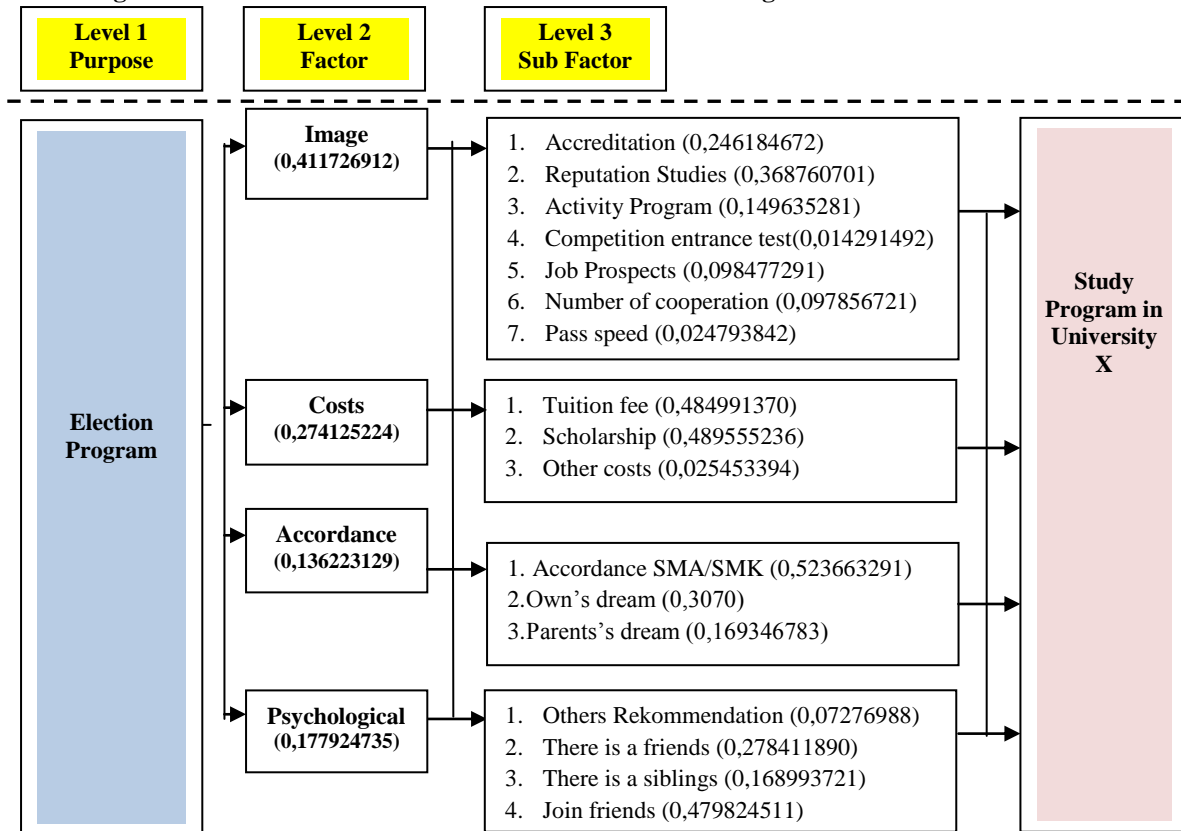 Level 1
Purpose
Level 2
Factor
Level 3
Sub Factor
Election
Program
Image
(0,411726912)
Costs
(0,274125224)
Accordance
(0,136223129)
Psychological
(0,177924735)
1. Accreditation (0,246184672)
2. Reputation Studies (0,368760701)
3. Activity Program (0,149635281)
4. Competition entrance test(0,014291492)
5. Job Prospects (0,098477291)
6. Number of cooperation (0,097856721)
7. Pass speed (0,024793842)
1. Tuition fee (0,484991370)
2. Scholarship (0,489555236)
3. Other costs (0,025453394)
1. Accordance SMA/SMK (0,523663291)
2.Own’s dream (0,3070)
3.Parents’s dream (0,169346783)
1. Others Rekommendation (0,07276988)
2. There is a friends (0,278411890)
3. There is a siblings (0,168993721)
4. Join friends (0,479824511)
Study
Program in
University
X